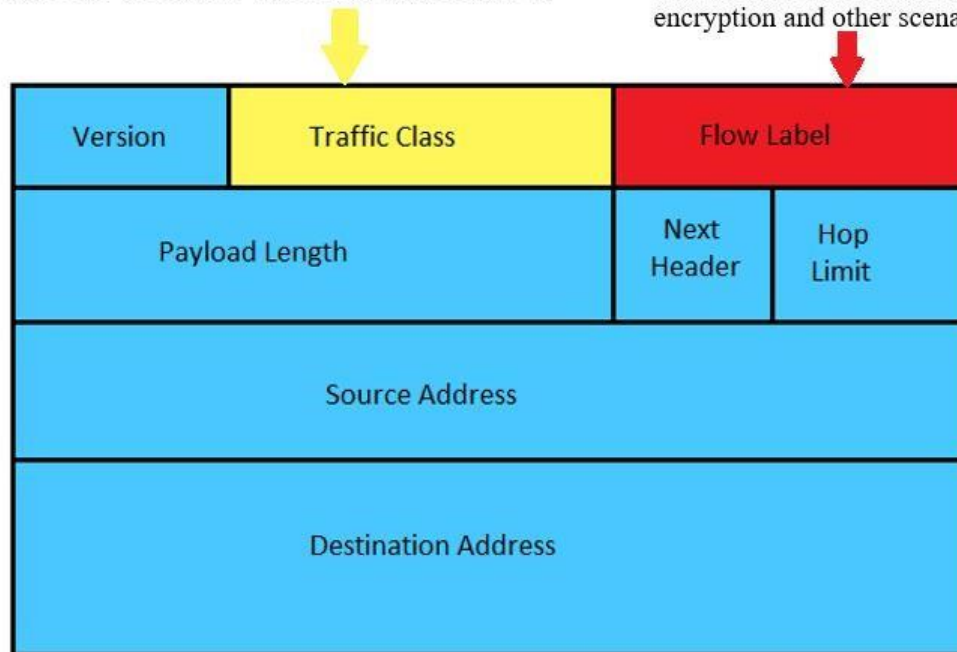 encryption and other scena
Version
Traffic Class
Flow Label
Payload Length
Next
Header
Hop
Limit
Source Address
Destination Address